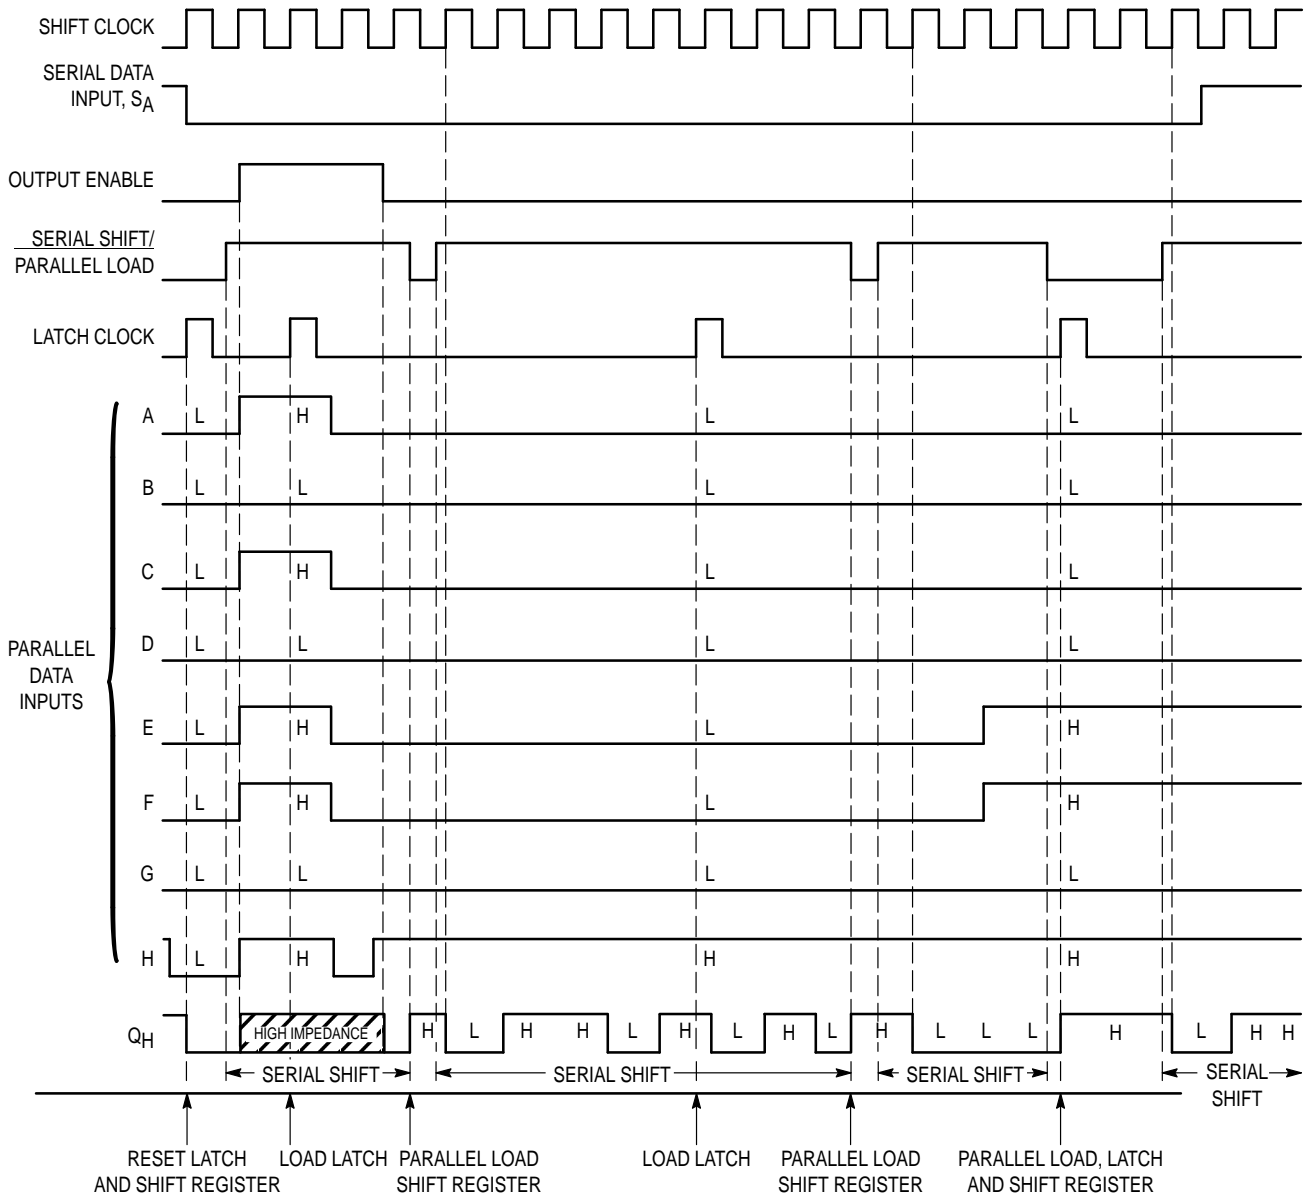 SHIFT CLOCK
SERIAL DATA
INPUT, SA
OUTPUT ENABLE
SERIAL SHIFT/
PARALLEL LOAD
LATCH CLOCK
A L H L L
B L L L L
C L H L L
D L L L L
PARALLEL
DATA
INPUTS
E L H L H
F L H L H
G L L L L
H L H H H
QH HIGH IMPEDANCE H L H H L H L H L H L L L H L H H
SERIAL SHIFT SERIAL SHIFT SERIAL SHIFT SERIAL
SHIFT
RESET LATCH LOAD LATCH PARALLEL LOAD LOAD LATCH PARALLEL LOAD PARALLEL LOAD, LATCH
AND SHIFT REGISTER SHIFT REGISTER SHIFT REGISTER AND SHIFT REGISTER